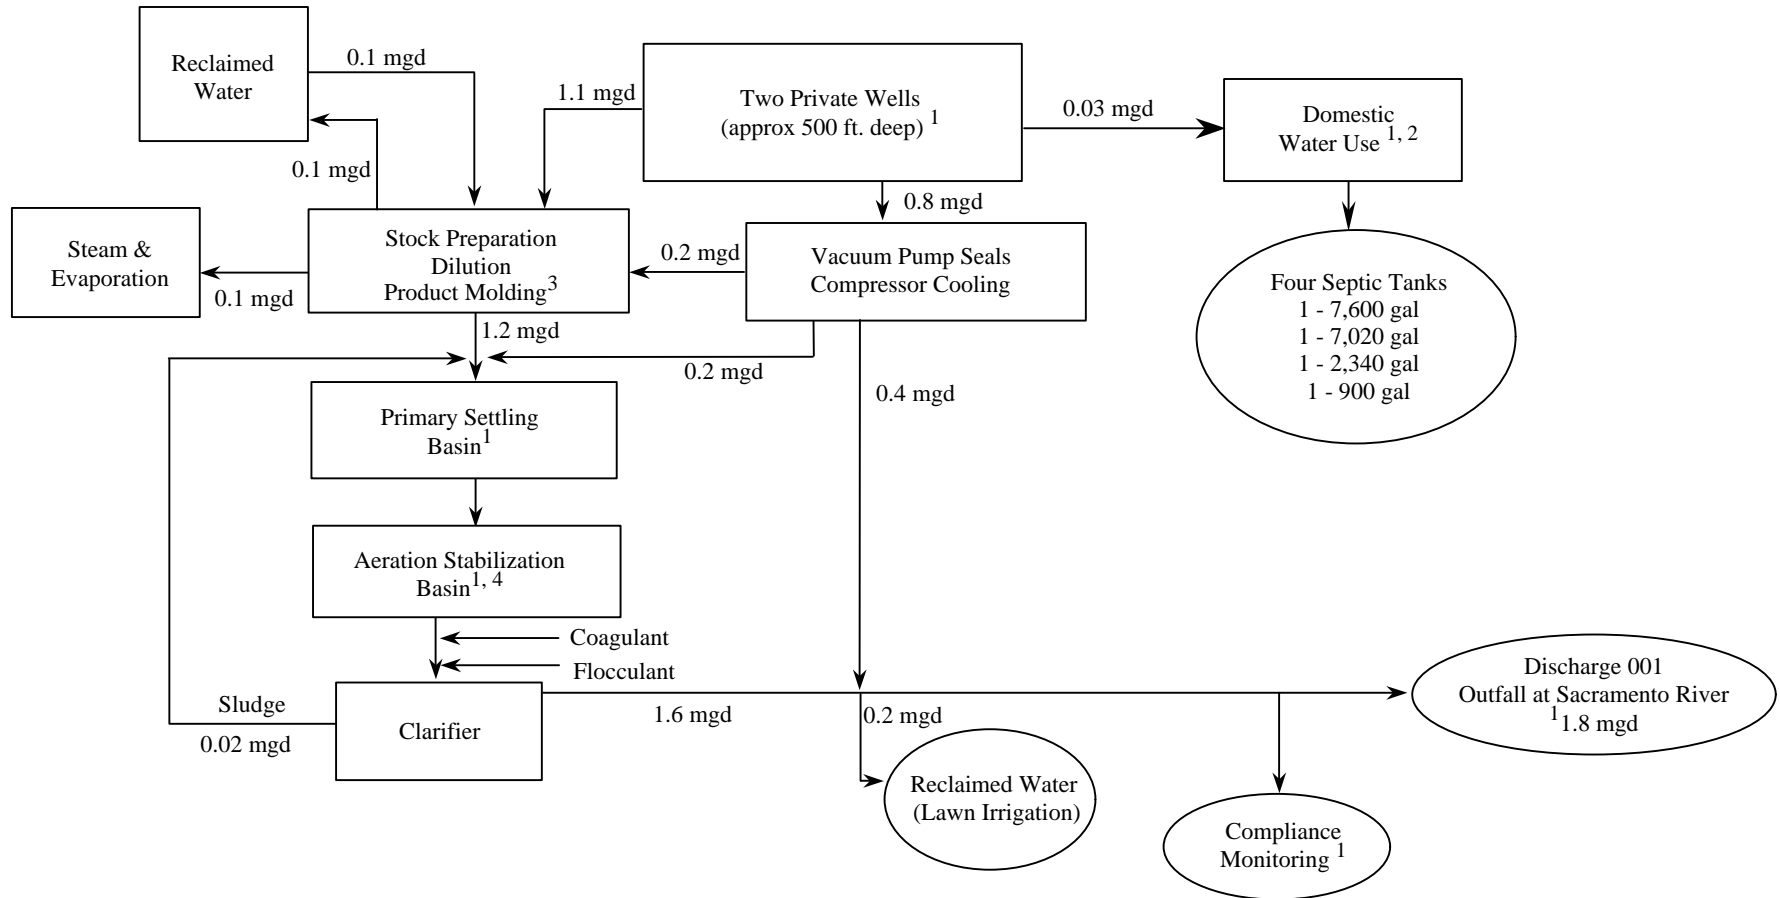 Reclaimed
Water
0.1 mgd
0.1 mgd
1.1 mgd
Two Private Wells
(approx 500 ft. deep) 1
0.03 mgd
Domestic
Water Use 1, 2
0.8 mgd
Steam &
Evaporation
0.1 mgd
Stock Preparation
Dilution
Product Molding3
0.2 mgd
Vacuum Pump Seals
Compressor Cooling
Four Septic Tanks
1 - 7,600 gal
1 - 7,020 gal
1 - 2,340 gal
1 - 900 gal
1.2 mgd
0.2 mgd
0.4 mgd
Primary Settling
Basin1
Aeration Stabilization
Basin1, 4
Coagulant
Flocculant
Sludge
0.02 mgd
Clarifier
1.6 mgd
0.2 mgd
Discharge 001
Outfall at Sacramento River
11.8 mgd
Reclaimed Water
(Lawn Irrigation)
Compliance
Monitoring 1